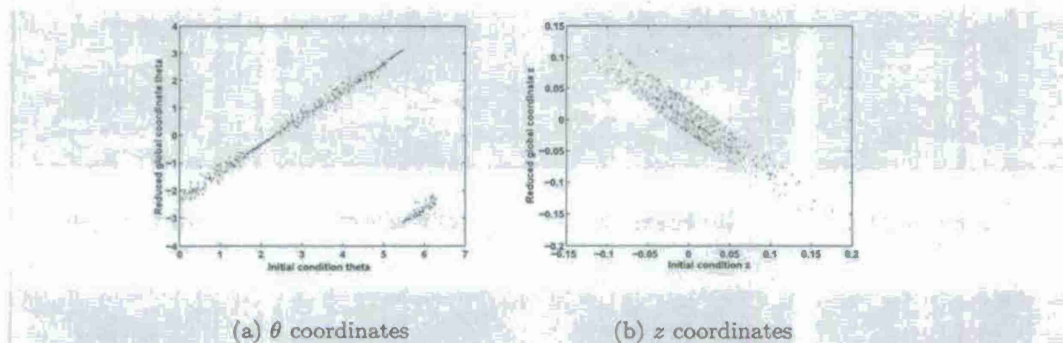 4
3
2
1
0
−1
−2
−3
−4
Reduced global coordinate theta
0 1 2 3 4 5 6 7
Initial condition theta
0.15
0.1
0.05
0
−0.05
−0.1
−0.15
−0.2
Reduced global coordinate z
−0.15 −0.1 −0.05 0 0.05 0.1 0.15 0.2
Initial condition z
(a) θ coordinates (b) z coordinates